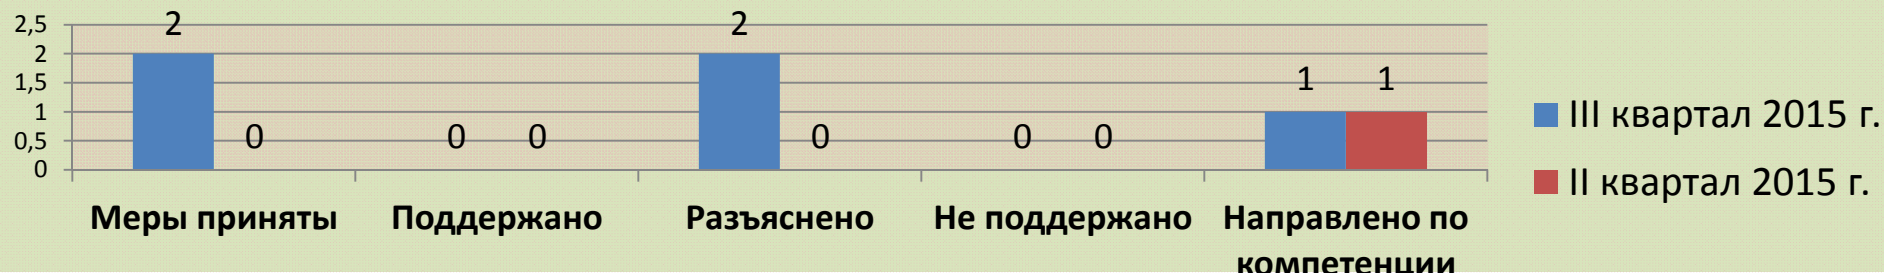 2,5
2
1,5
1
0,5
0
2
0
0
0
2
0
0
0
1
1
Меры приняты
Поддержано
Разъяснено
Не поддержано
Направлено по
компетенции
III квартал 2015 г.
II квартал 2015 г.